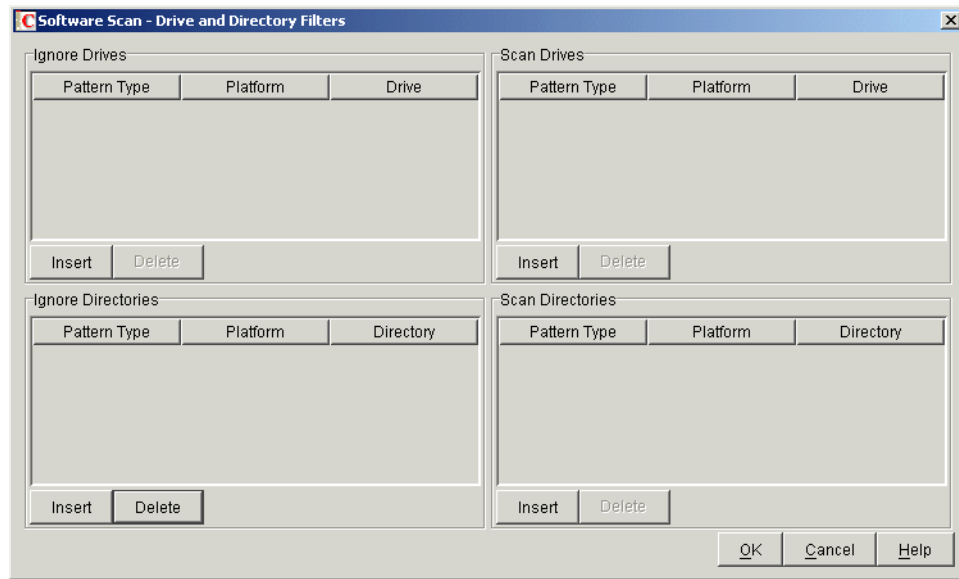 Software Scan - Drive and Directory Filters
Ignore Drives
Pattern Type Platform Drive
Insert Delete
Scan Drives
Pattern Type Platform Drive
Insert Delete
Ignore Directories
Pattern Type Platform Directory
Insert Delete
Scan Directories
Pattern Type Platform Directory
Insert Delete
OK Cancel Help